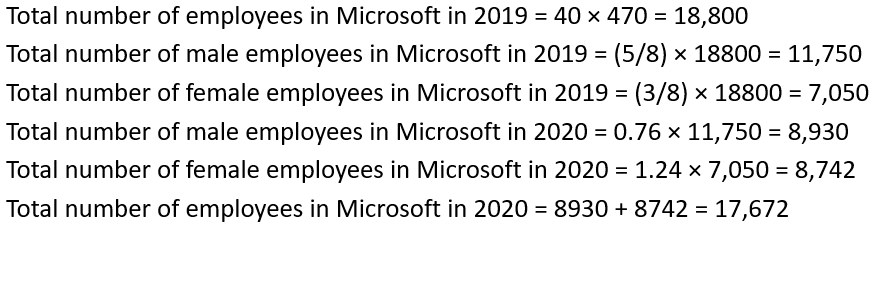 Total number of employees in Microsoft in 2019 = 40 × 470 = 18,800
Total number of male employees in Microsoft in 2019 = (5/8) × 18800 = 11,750
Total number of female employees in Microsoft in 2019 = (3/8) × 18800 = 7,050
Total number of male employees in Microsoft in 2020 = 0.76 × 11,750 = 8,930
Total number of female employees in Microsoft in 2020 = 1.24 × 7,050 = 8,742
Total number of employees in Microsoft in 2020 = 8930 + 8742 = 17,672